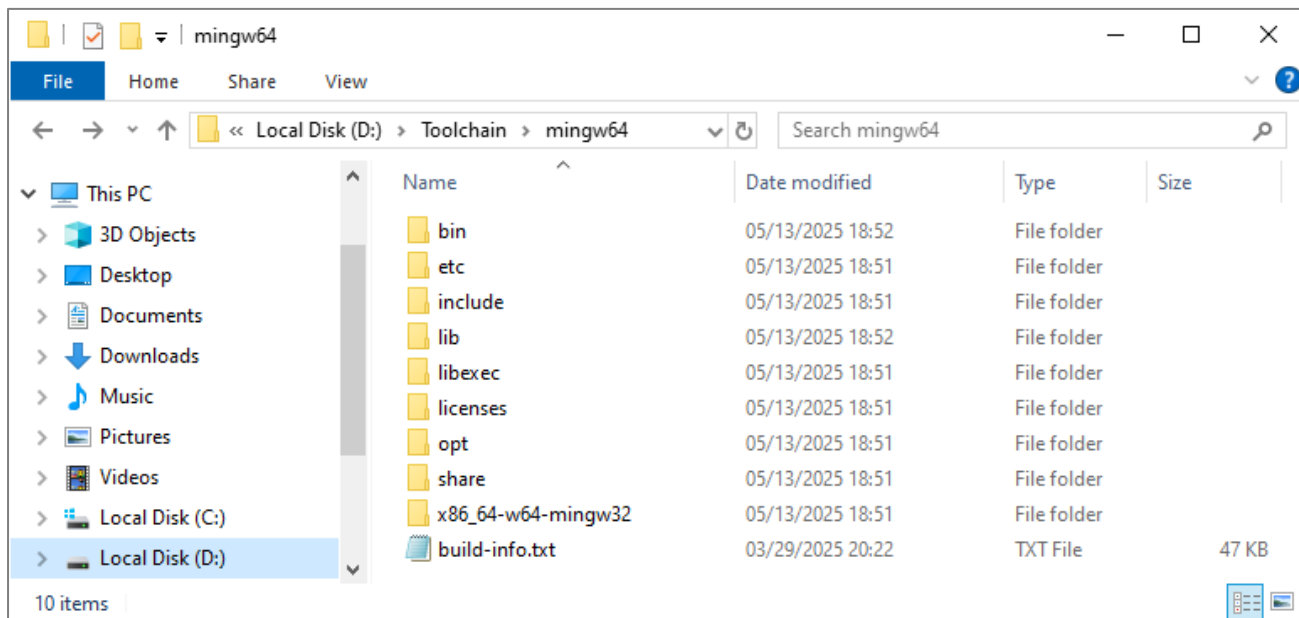 mingw64
File Home Share View
« Local Disk (D:) > Toolchain > mingw64 Search mingw64
This PC
3D Objects
Desktop
Documents
Downloads
Music
Pictures
Videos
Local Disk (C:)
Local Disk (D:)
Name Date modified Type Size
bin 05/13/2025 18:52 File folder
etc 05/13/2025 18:51 File folder
include 05/13/2025 18:51 File folder
lib 05/13/2025 18:52 File folder
libexec 05/13/2025 18:51 File folder
licenses 05/13/2025 18:51 File folder
opt 05/13/2025 18:51 File folder
share 05/13/2025 18:51 File folder
x86_64-w64-mingw32 05/13/2025 18:51 File folder
build-info.txt 03/29/2025 20:22 TXT File 47 KB
10 items